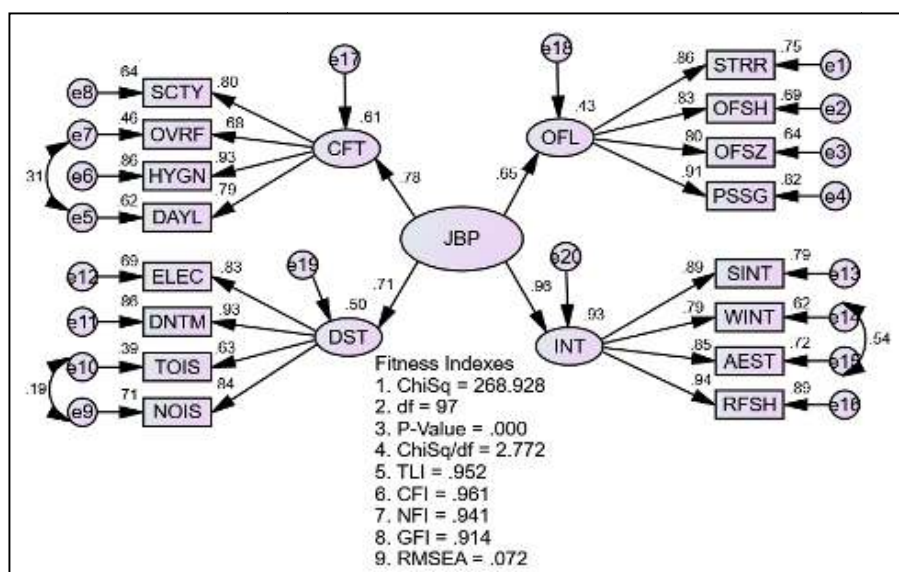 e17
e18
.64
.80
.86
.75
e8
SCTY
STRR
e1
.46
.68
.61
.43
.83
.69
e7
OVRF
CFT
OFL
OFSH
e2
.86
.93
.80
.64
31
e6
HYGN
OFSZ
e3
.62
.79
.78
.65
.91
.82
e5
DAYL
PSSG
e4
JBP
.69
.83
e19
.71
.96
e20
.89
.79
e12
ELEC
SINT
e13
.86
.93
.50
.93
.79
.62
e11
DNTM
DST
INT
WINT
e14
.39
.63
.85
.72
.54
e10
TOIS
AEST
e15
.19
.71
.84
.94
.89
e9
NOIS
RFSH
e16
Fitness Indexes
1. ChiSq = 268.928
2. df = 97
3. P-Value = .000
4. ChiSq/df = 2.772
5. TLI = .952
6. CFI = .961
7. NFI = .941
8. GFI = .914
9. RMSEA = .072